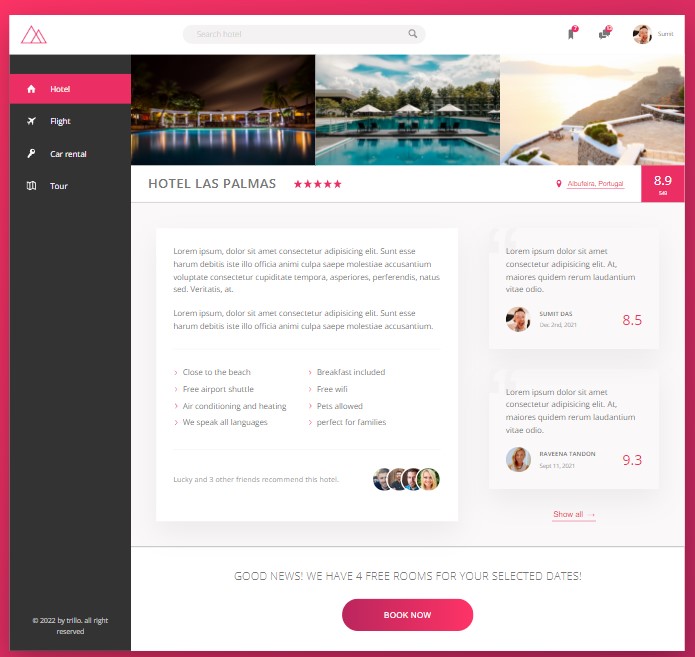 Search hotel
7
Sumit
Hotel
Flight
Car rental
Tour
HOTEL LAS PALMAS
Albufeira, Portugal
8.9
Lorem ipsum, dolor sit amet consectetur adipisicing elit. Sunt esse
harum debitis iste illo officia animi culpa saepe molestiae accusantium
voluptate consectetur cupiditate tempora, asperiores, perferendis, natus
sed. Veritatis, at.
Lorem ipsum, dolor sit amet consectetur adipisicing elit. Sunt esse
harum debitis iste illo officia animi culpa saepe molestiae accusantium.
Close to the beach
Breakfast included
Free airport shuttle
Free wifi
Air conditioning and heating
Pets allowed
We speak all languages
perfect for families
Lucky and 3 other friends recommend this hotel.
Lorem ipsum dolor sit amet
consectetur adipisicing elit. At,
maiores quidem rerum laudantium
vitae odio.
SUMIT DAS
Dec 2nd, 2021
8.5
Lorem ipsum dolor sit amet
consectetur adipisicing elit. At,
maiores quidem rerum laudantium
vitae odio.
RAVEENA TANDON
Sept 11, 2021
9.3
Show all →
GOOD NEWS! WE HAVE 4 FREE ROOMS FOR YOUR SELECTED DATES!
BOOK NOW
© 2022 by trillo. all right
reserved